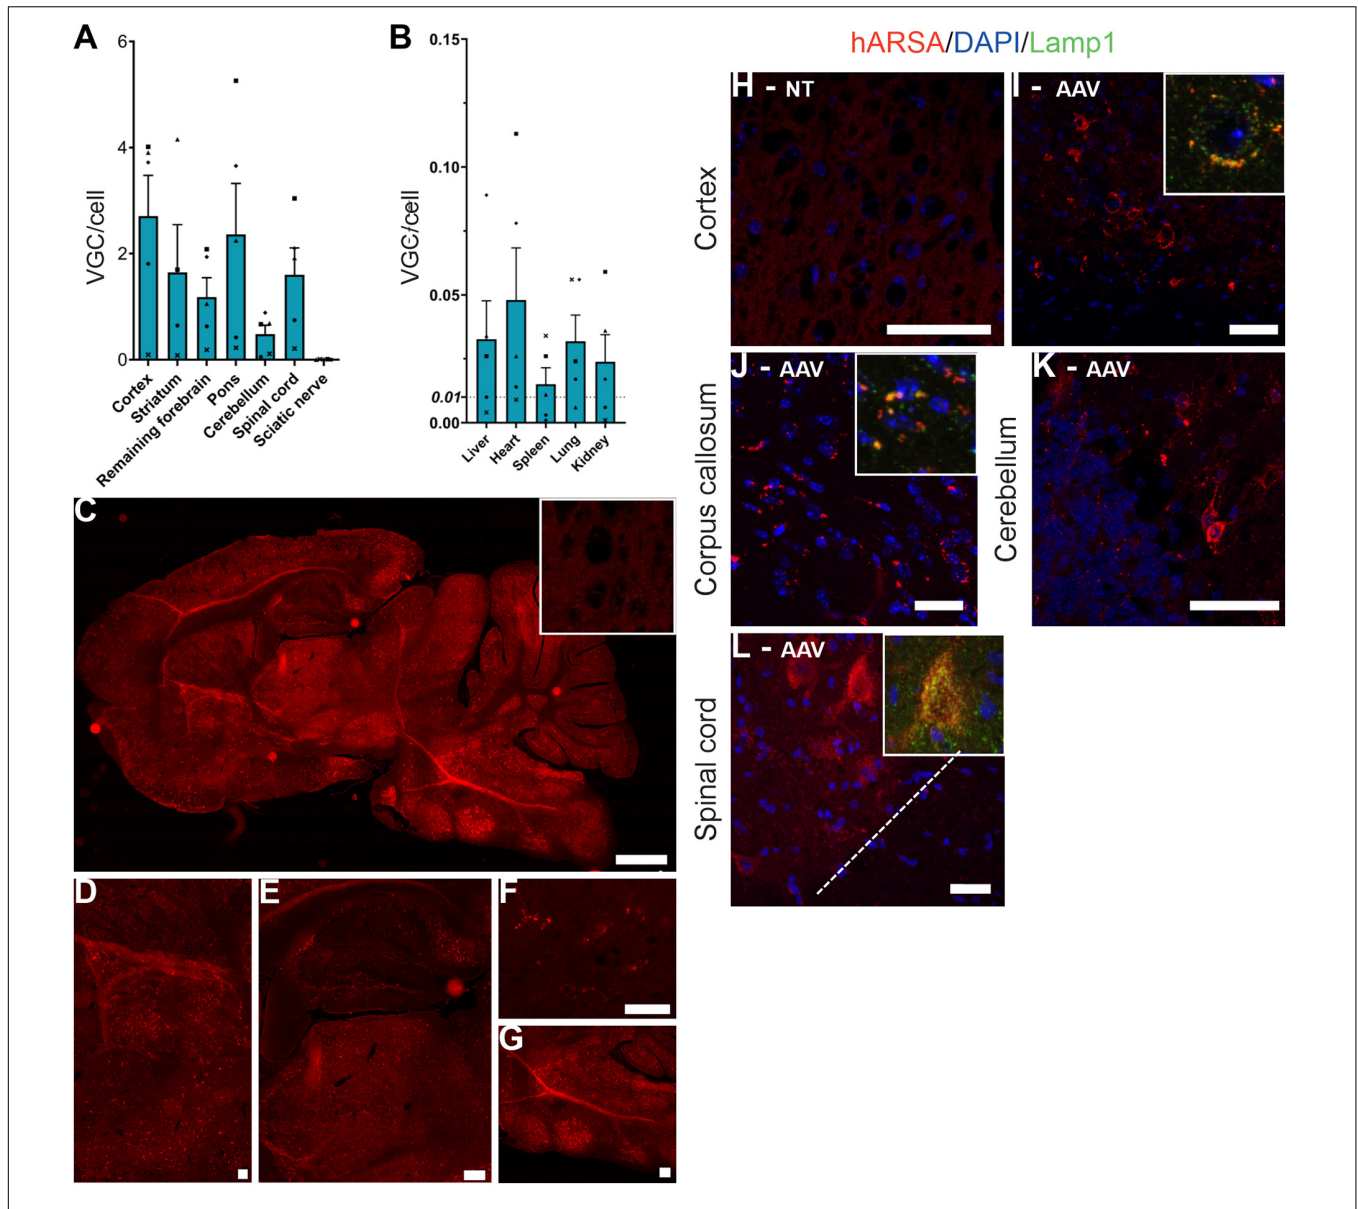 A
6
4
2
0
VGC/cell
Cortex
Striatum
Remaining forebrain
Pons
Cerebellum
Spinal cord
Sciatic nerve
B
0.15
0.10
0.05
0.01
0.00
VGC/cell
Liver
Heart
Spleen
Lung
Kidney
hARSA/DAPI/Lamp1
Cortex
H - NT
I - AAV
Corpus callosum
J - AAV
Cerebellum
K - AAV
Spinal cord
L - AAV
C
D
E
F
G